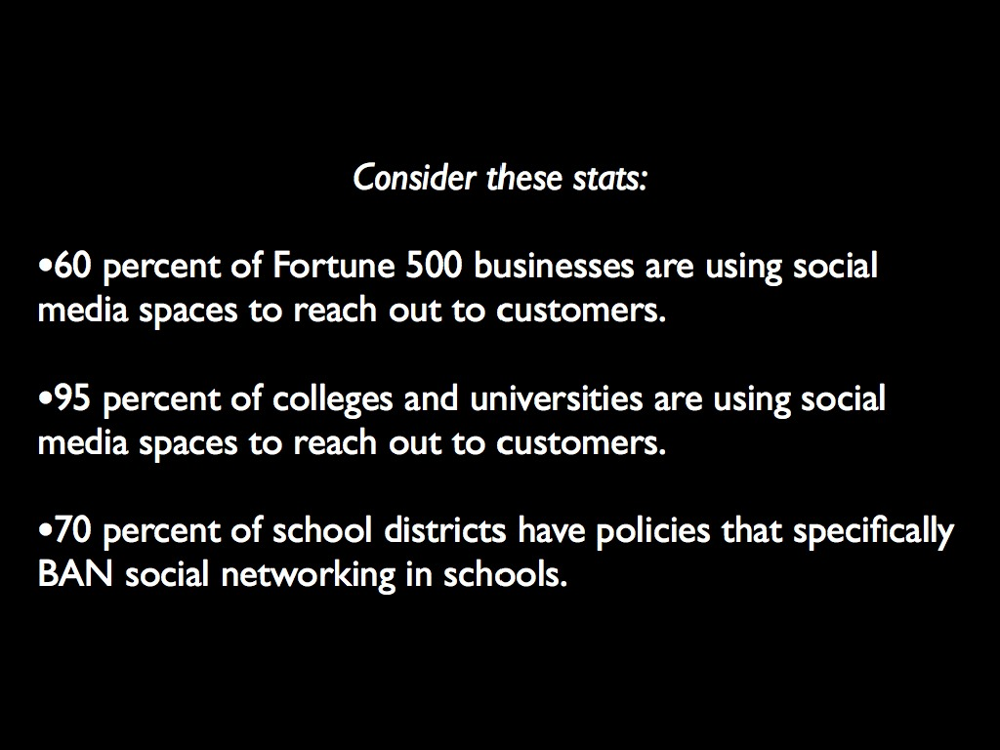 Consider these stats:
•60 percent of Fortune 500 businesses are using social
media spaces to reach out to customers.
•95 percent of colleges and universities are using social
media spaces to reach out to customers.
•70 percent of school districts have policies that specifically
BAN social networking in schools.